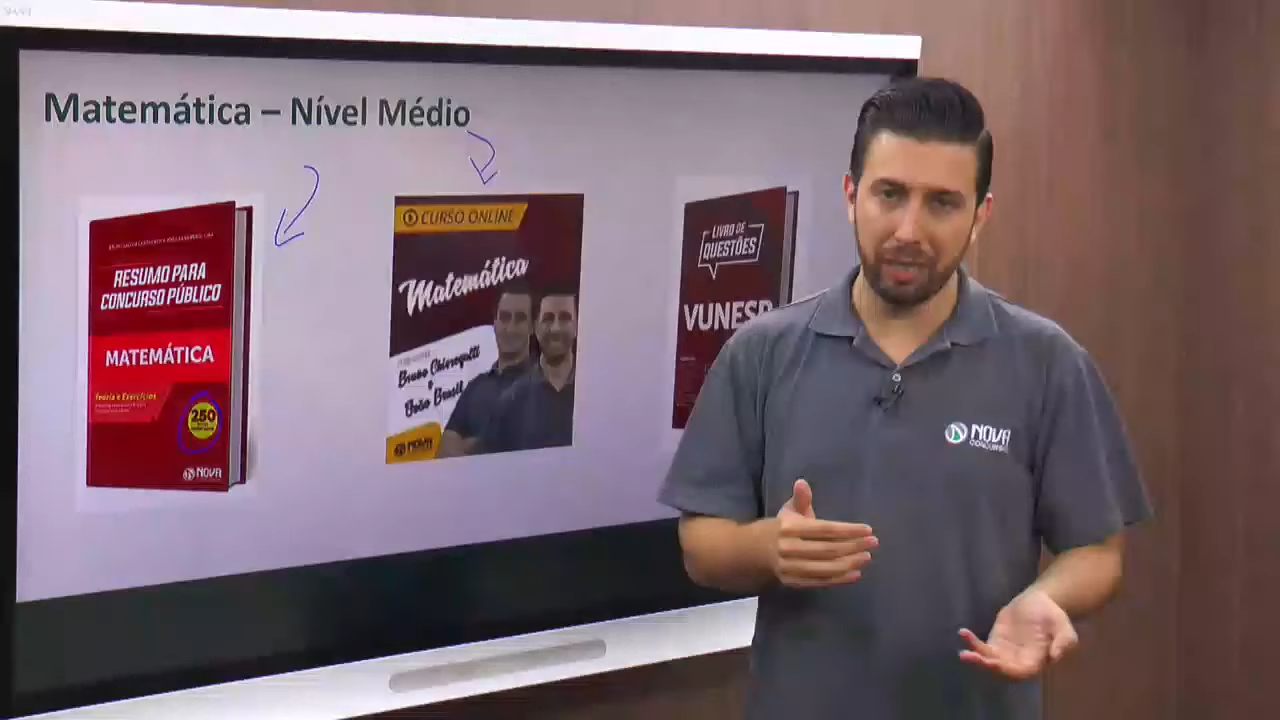 Matemática – Nível Médio
RESUMO PARA
CONCURSO PÚBLICO
MATEMÁTICA
Teoria e Exercícios
250
NOVA
CURSO ONLINE
Matemática
Bruno Chieregatti
e
João Brasil
NOVA
LIVRO DE
QUESTÕES
VUNESP
NOVA
CONCURSOS